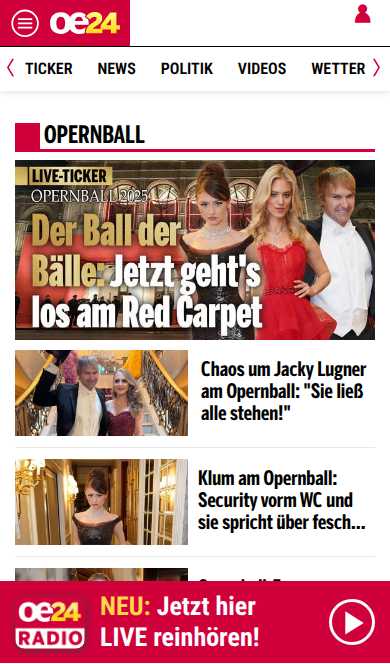 oe24
TICKER NEWS POLITIK VIDEOS WETTER
OPERNBALL
LIVE-TICKER
OPERNBALL 2025
Der Ball der
Bälle: Jetzt geht's
los am Red Carpet
Chaos um Jacky Lugner
am Opernball: "Sie ließ
alle stehen!"
Klum am Opernball:
Security vorm WC und
sie spricht über fesch...
oe24
RADIO
NEU: Jetzt hier
LIVE reinhören!